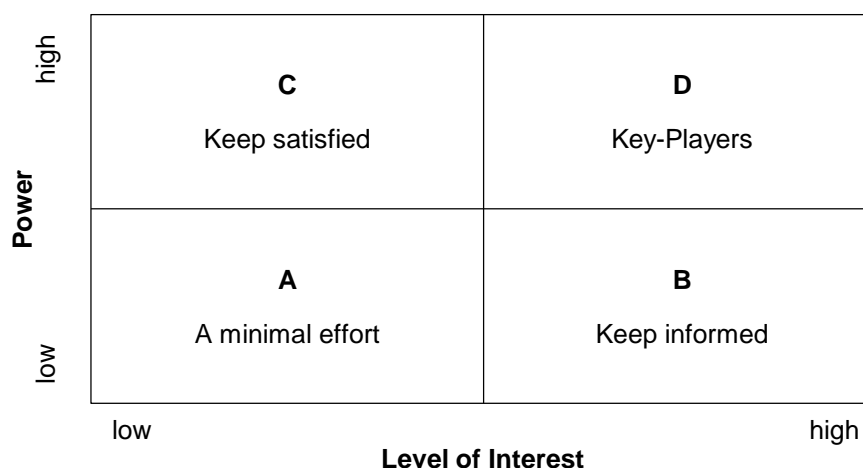 high
C
D
Keep satisfied
Key-Players
Power
A
B
A minimal effort
Keep informed
low
low
high
Level of Interest